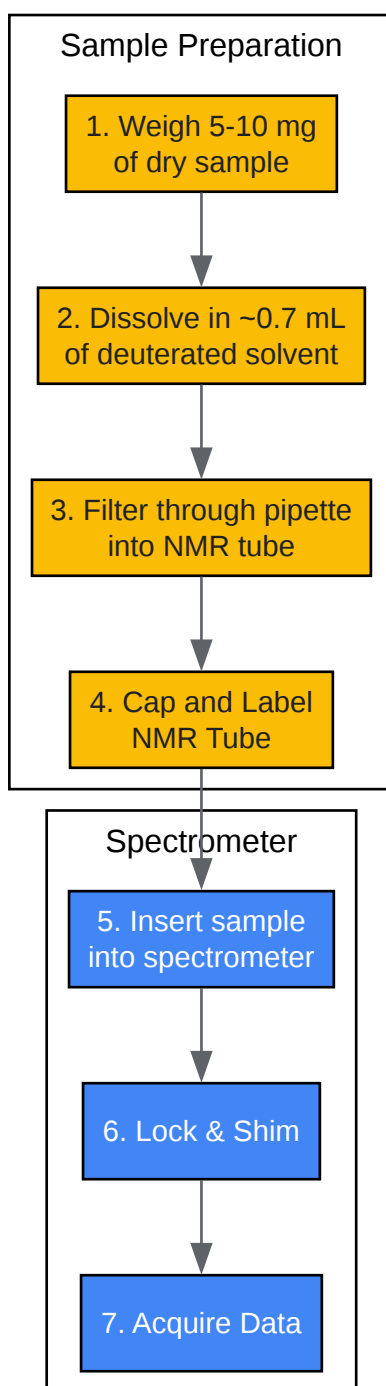 Sample Preparation
1. Weigh 5-10 mg
of dry sample
2. Dissolve in ~0.7 mL
of deuterated solvent
3. Filter through pipette
into NMR tube
4. Cap and Label
NMR Tube
Spectrometer
5. Insert sample
into spectrometer
6. Lock & Shim
7. Acquire Data